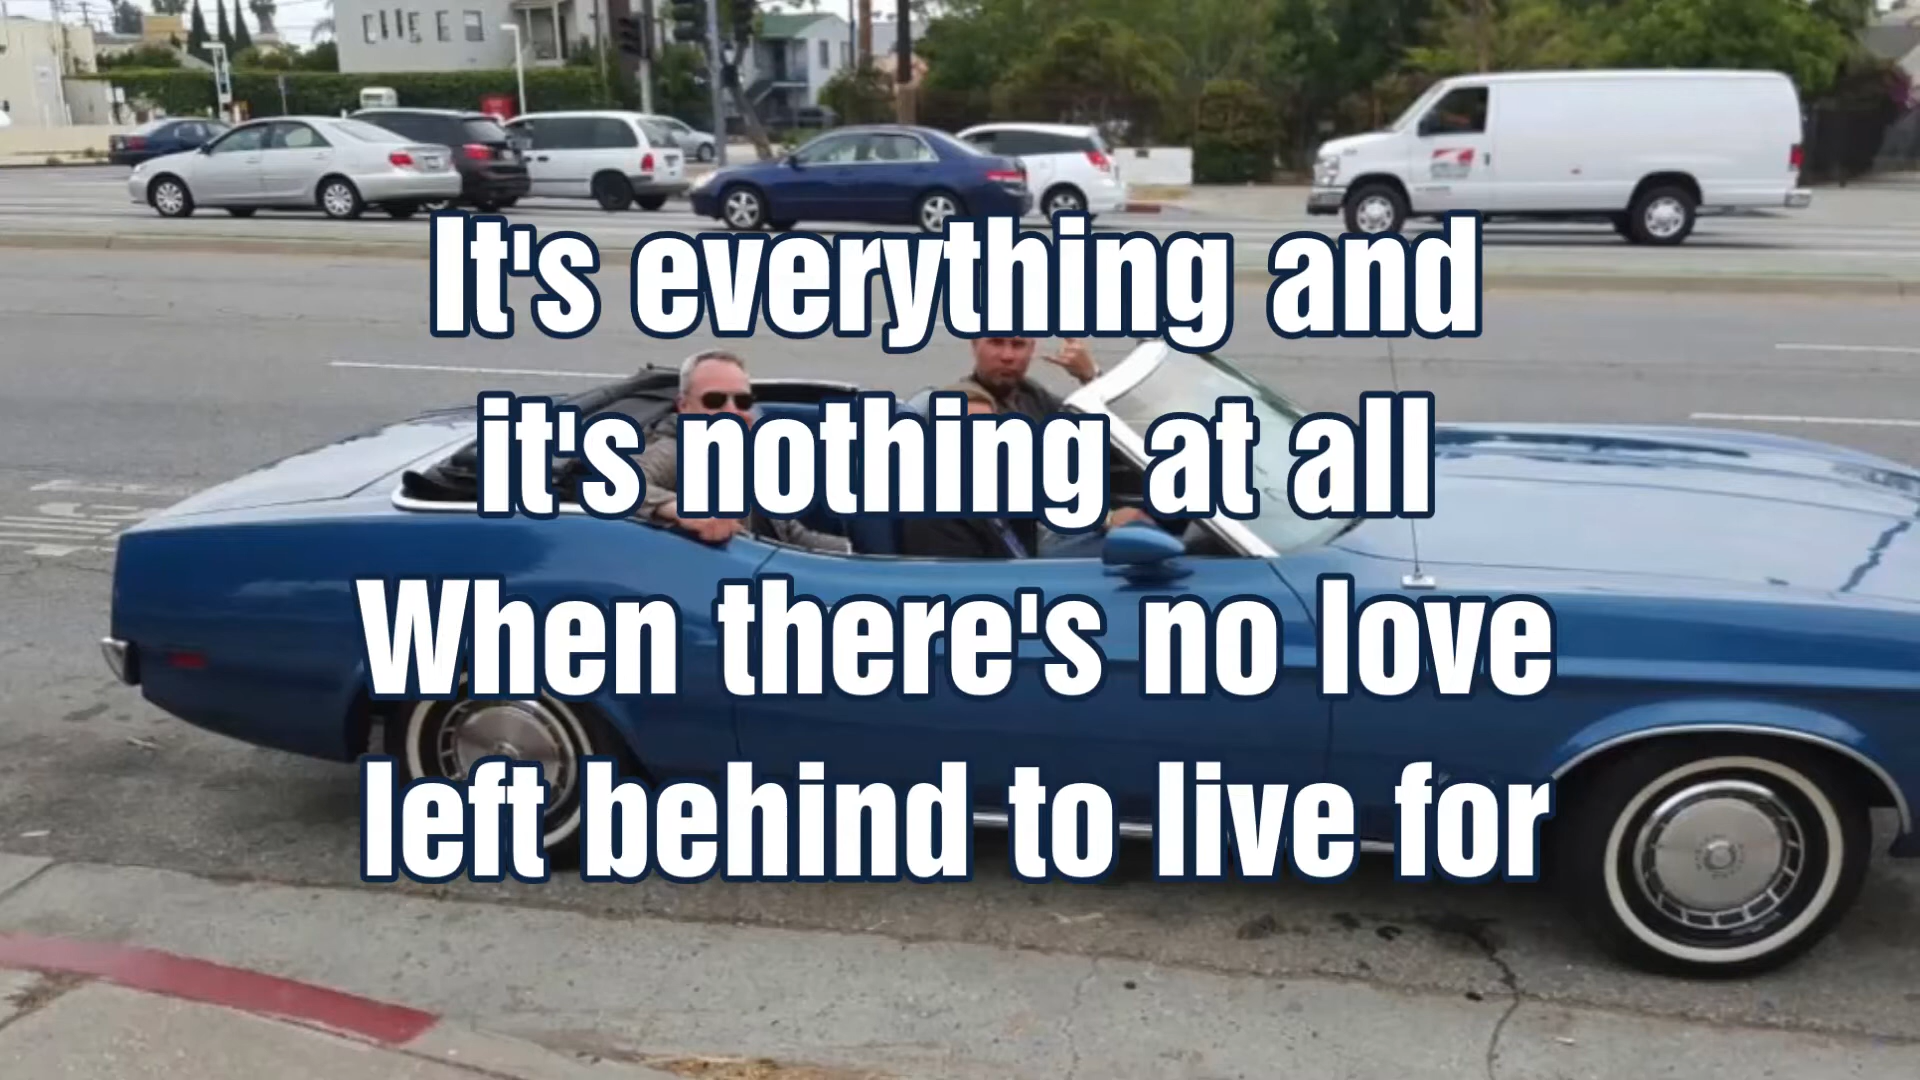 It's everything and
it's nothing at all
When there's no love
left behind to live for